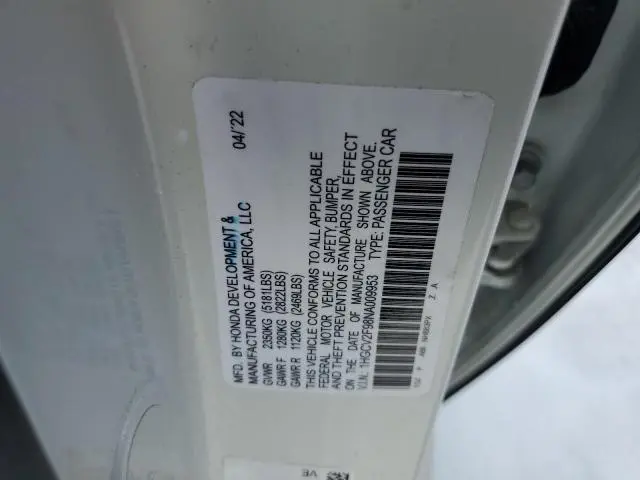 MFD. BY HONDA DEVELOPMENT &
MANUFACTURING OF AMERICA, LLC 04/'22
GVWR 2350KG (5181LBS)
GAWR F 1280KG (2822LBS)
GAWR R 1120KG (2469LBS)
THIS VEHICLE CONFORMS TO ALL APPLICABLE
FEDERAL MOTOR VEHICLE SAFETY, BUMPER,
AND THEFT PREVENTION STANDARDS IN EFFECT
ON THE DATE OF MANUFACTURE SHOWN ABOVE.
V.I.N.: 1HGCV2F98NA009953 TYPE: PASSENGER CAR
Z A
VE